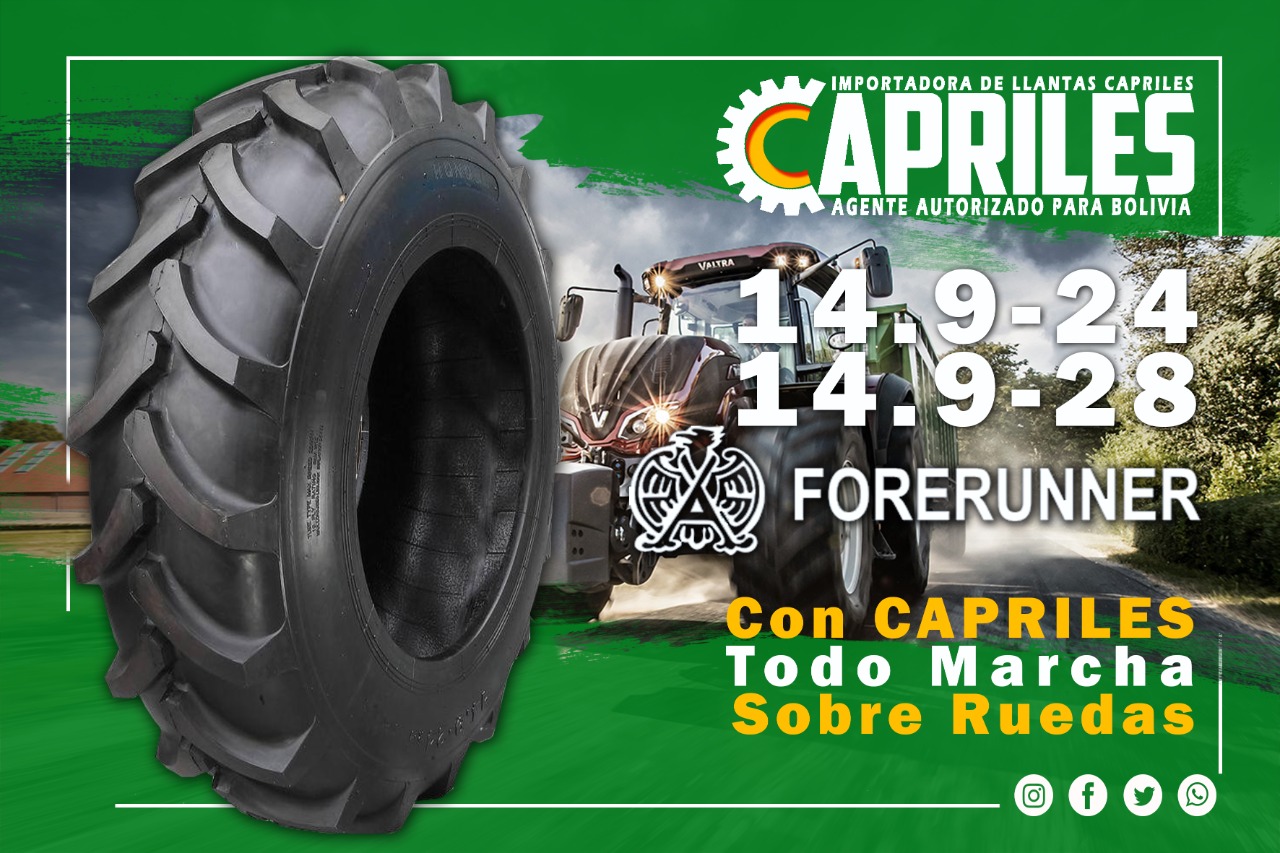 IMPORTADORA DE LLANTAS CAPRILES
CAPRILES
AGENTE AUTORIZADO PARA BOLIVIA
VALTRA
14.9-24
14.9-28
FORERUNNER
Con CAPRILES
Todo Marcha
Sobre Ruedas